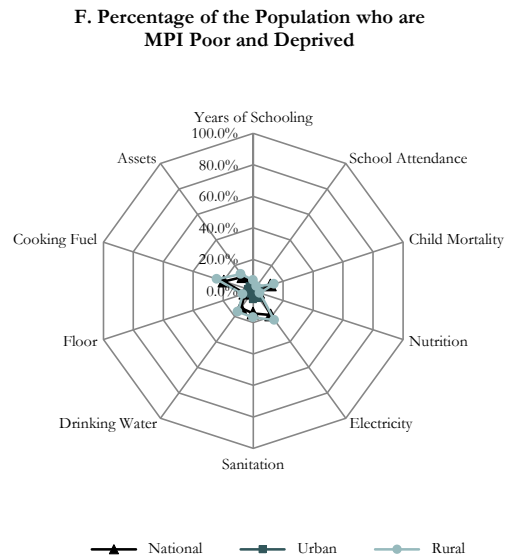 F. Percentage of the Population who are
MPI Poor and Deprived
Years of Schooling
100.0%
Assets
School Attendance
80.0%
60.0%
Cooking Fuel
Child Mortality
40.0%
20.0%
0.0%
Floor
Nutrition
Drinking Water
Electricity
Sanitation
National
Urban
Rural